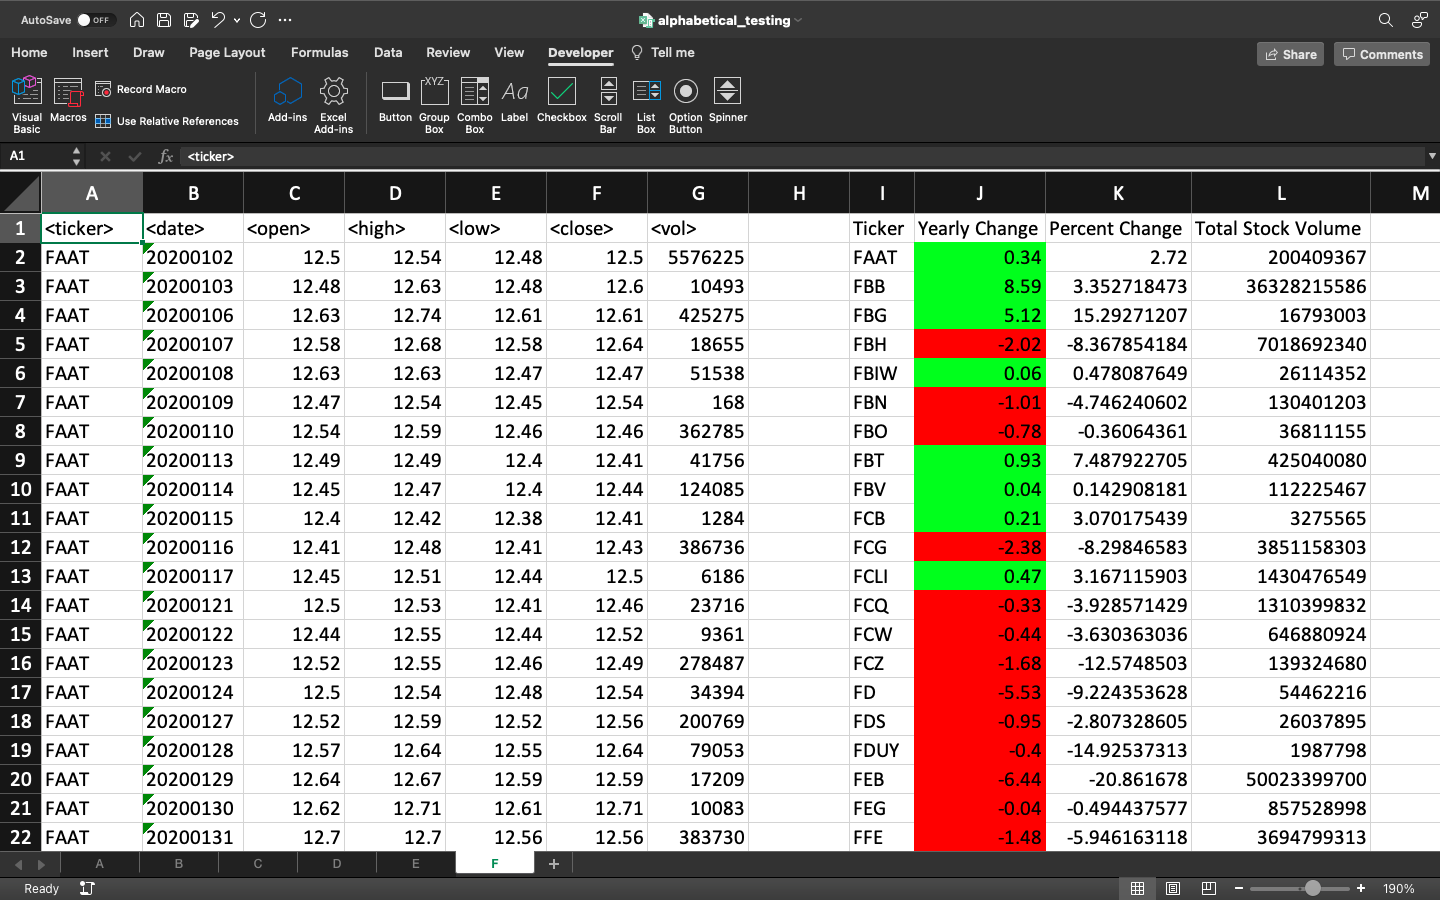 AutoSave OFF alphabetical_testing
Home Insert Draw Page Layout Formulas Data Review View Developer Tell me Share Comments
Visual Basic Macros Record Macro Use Relative References Add-ins Excel Add-ins Button Group Box Combo Box Label Checkbox Scroll Bar List Box Option Button Spinner
A1 fx <ticker>
A B C D E F G H I J K L M
1 <ticker> <date> <open> <high> <low> <close> <vol> Ticker Yearly Change Percent Change Total Stock Volume
2 FAAT 20200102 12.5 12.54 12.48 12.5 5576225 FAAT 0.34 2.72 200409367
3 FAAT 20200103 12.48 12.63 12.48 12.6 10493 FBB 8.59 3.352718473 36328215586
4 FAAT 20200106 12.63 12.74 12.61 12.61 425275 FBG 5.12 15.29271207 16793003
5 FAAT 20200107 12.58 12.68 12.58 12.64 18655 FBH -2.02 -8.367854184 7018692340
6 FAAT 20200108 12.63 12.63 12.47 12.47 51538 FBIW 0.06 0.478087649 26114352
7 FAAT 20200109 12.47 12.54 12.45 12.54 168 FBN -1.01 -4.746240602 130401203
8 FAAT 20200110 12.54 12.59 12.46 12.46 362785 FBO -0.78 -0.36064361 36811155
9 FAAT 20200113 12.49 12.49 12.4 12.41 41756 FBT 0.93 7.487922705 425040080
10 FAAT 20200114 12.45 12.47 12.4 12.44 124085 FBV 0.04 0.142908181 112225467
11 FAAT 20200115 12.4 12.42 12.38 12.41 1284 FCB 0.21 3.070175439 3275565
12 FAAT 20200116 12.41 12.48 12.41 12.43 386736 FCG -2.38 -8.29846583 3851158303
13 FAAT 20200117 12.45 12.51 12.44 12.5 6186 FCLI 0.47 3.167115903 1430476549
14 FAAT 20200121 12.5 12.53 12.41 12.46 23716 FCQ -0.33 -3.928571429 1310399832
15 FAAT 20200122 12.44 12.55 12.44 12.52 9361 FCW -0.44 -3.630363036 646880924
16 FAAT 20200123 12.52 12.55 12.46 12.49 278487 FCZ -1.68 -12.5748503 139324680
17 FAAT 20200124 12.5 12.54 12.48 12.54 34394 FD -5.53 -9.224353628 54462216
18 FAAT 20200127 12.52 12.59 12.52 12.56 200769 FDS -0.95 -2.807328605 26037895
19 FAAT 20200128 12.57 12.64 12.55 12.64 79053 FDUY -0.4 -14.92537313 1987798
20 FAAT 20200129 12.64 12.67 12.59 12.59 17209 FEB -6.44 -20.861678 50023399700
21 FAAT 20200130 12.62 12.71 12.61 12.71 10083 FEG -0.04 -0.494437577 857528998
22 FAAT 20200131 12.7 12.7 12.56 12.56 383730 FFE -1.48 -5.946163118 3694799313
A B C D E F +
Ready 190%